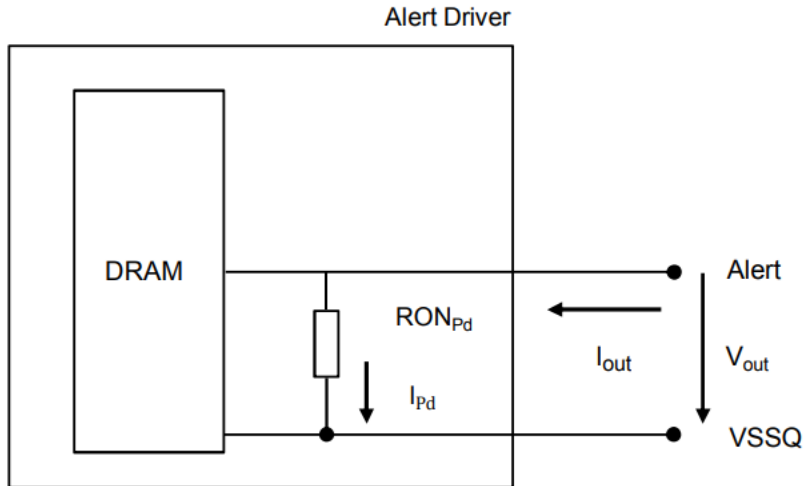 Alert Driver
DRAM
Alert
RONPd
Iout
Vout
IPd
VSSQ